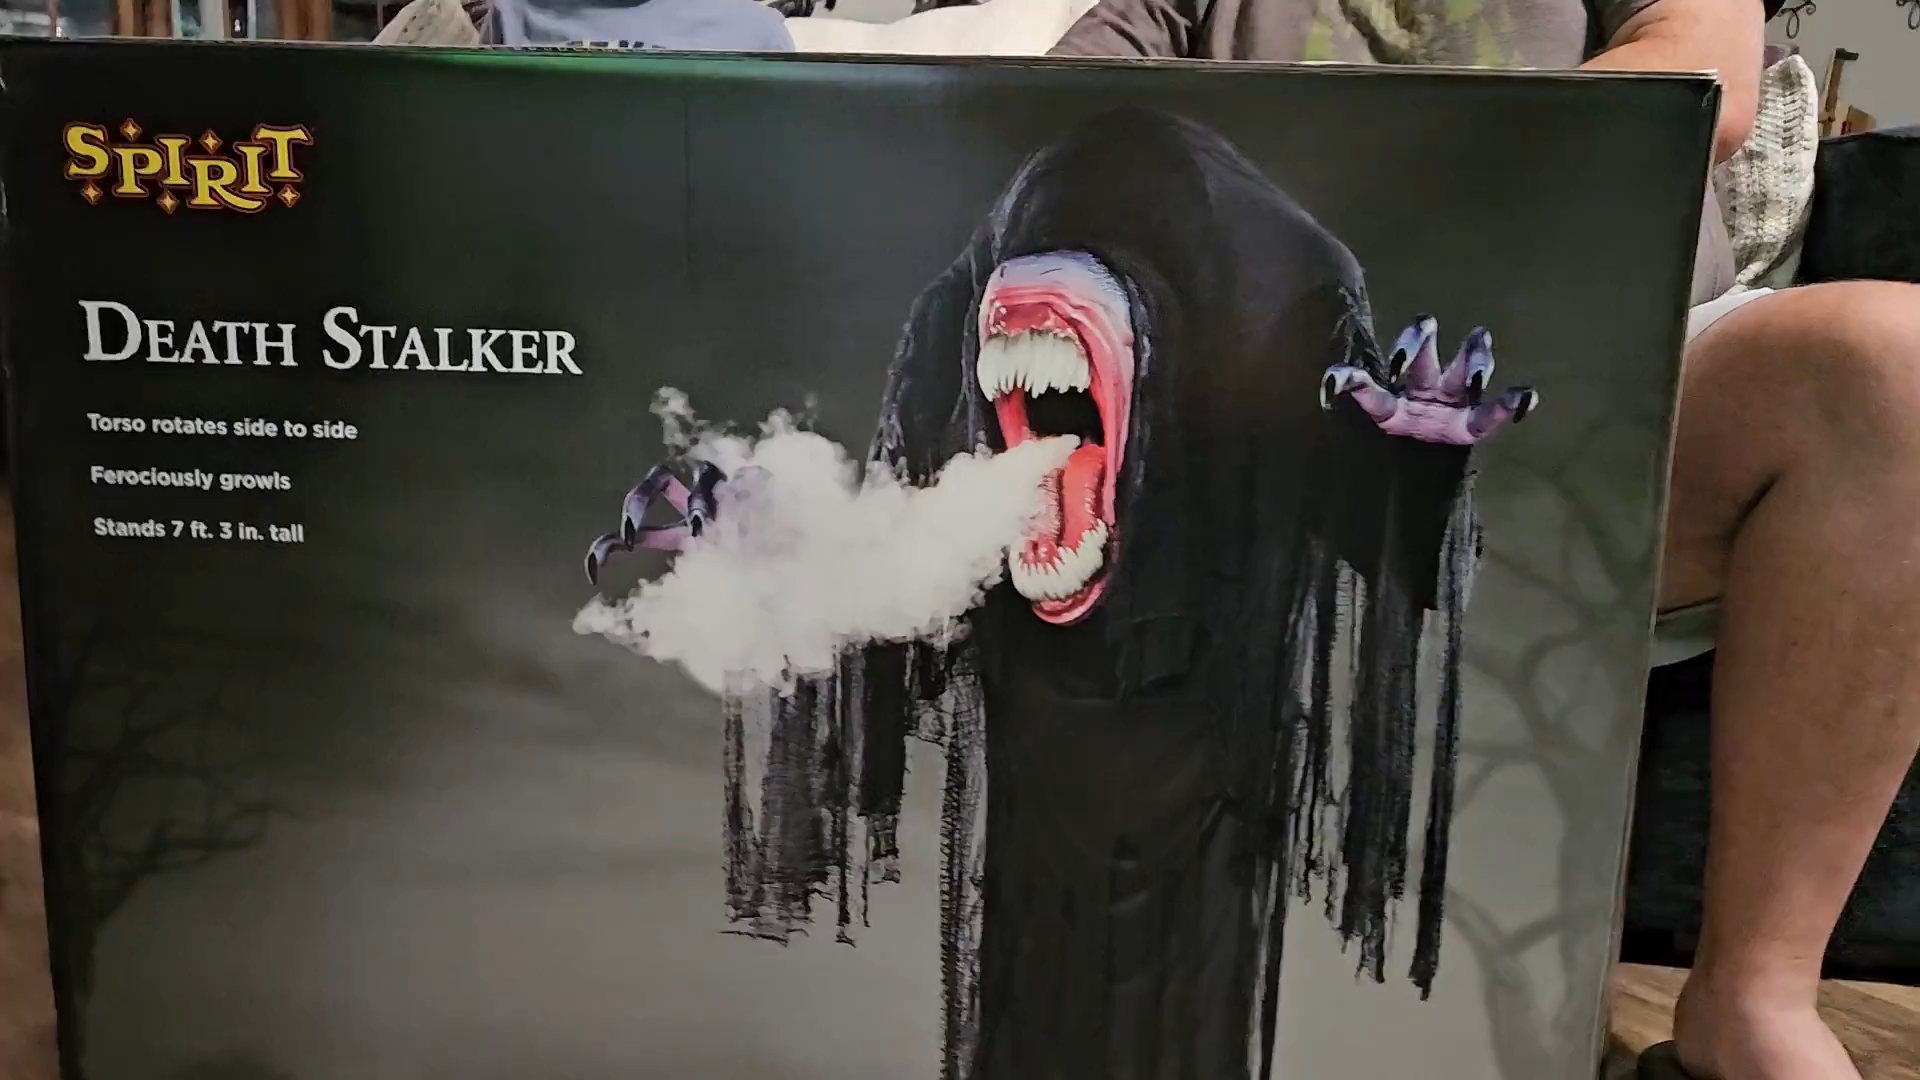 SPIRIT
DEATH STALKER
Torso rotates side to side
Ferociously growls
Stands 7 ft. 3 in. tall